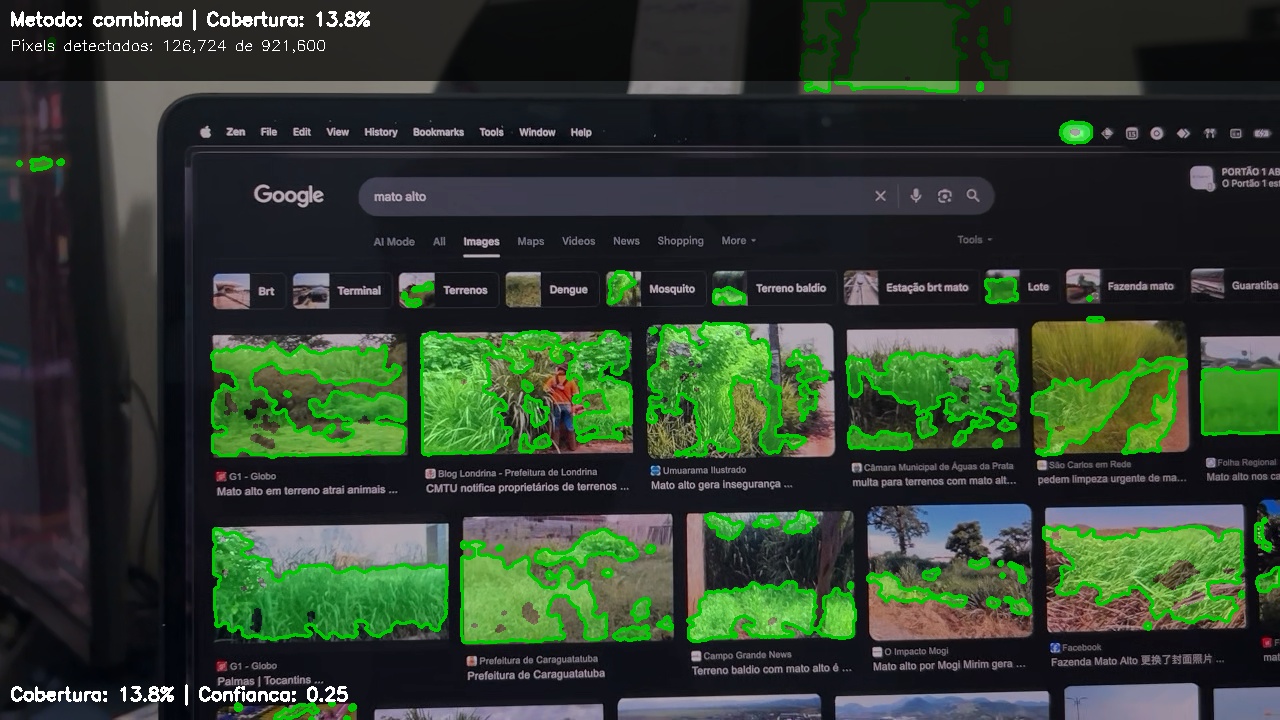 Metodo: combined | Cobertura: 13.8%
Pixels detectados: 126,724 de 921,600
Zen File Edit View History Bookmarks Tools Window Help
PORTÃO 1 AB
O Portão 1 est
Google
mato alto
AI Mode All Images Maps Videos News Shopping More
Tools
Brt Terminal Terrenos Dengue Mosquito Terreno baldio Estação brt mato Lote Fazenda mato Guaratiba
G1 - Globo
Mato alto em terreno atrai animais ...
Blog Londrina - Prefeitura de Londrina
CMTU notifica proprietários de terrenos ...
Umuarama Ilustrado
Mato alto gera insegurança ...
Câmara Municipal de Águas da Prata
multa para terrenos com mato alt...
São Carlos em Rede
pedem limpeza urgente de ma...
Folha Regional
Mato alto nos ca
G1 - Globo
Palmas | Tocantins ...
Prefeitura de Caraguatatuba
Prefeitura de Caraguatatuba
Campo Grande News
Terreno baldio com mato alto é ...
O Impacto Mogi
Mato alto por Mogi Mirim gera ...
Facebook
Fazenda Mato Alto 更换了封面照片 ...
mat
Cobertura: 13.8% | Confianca: 0.25